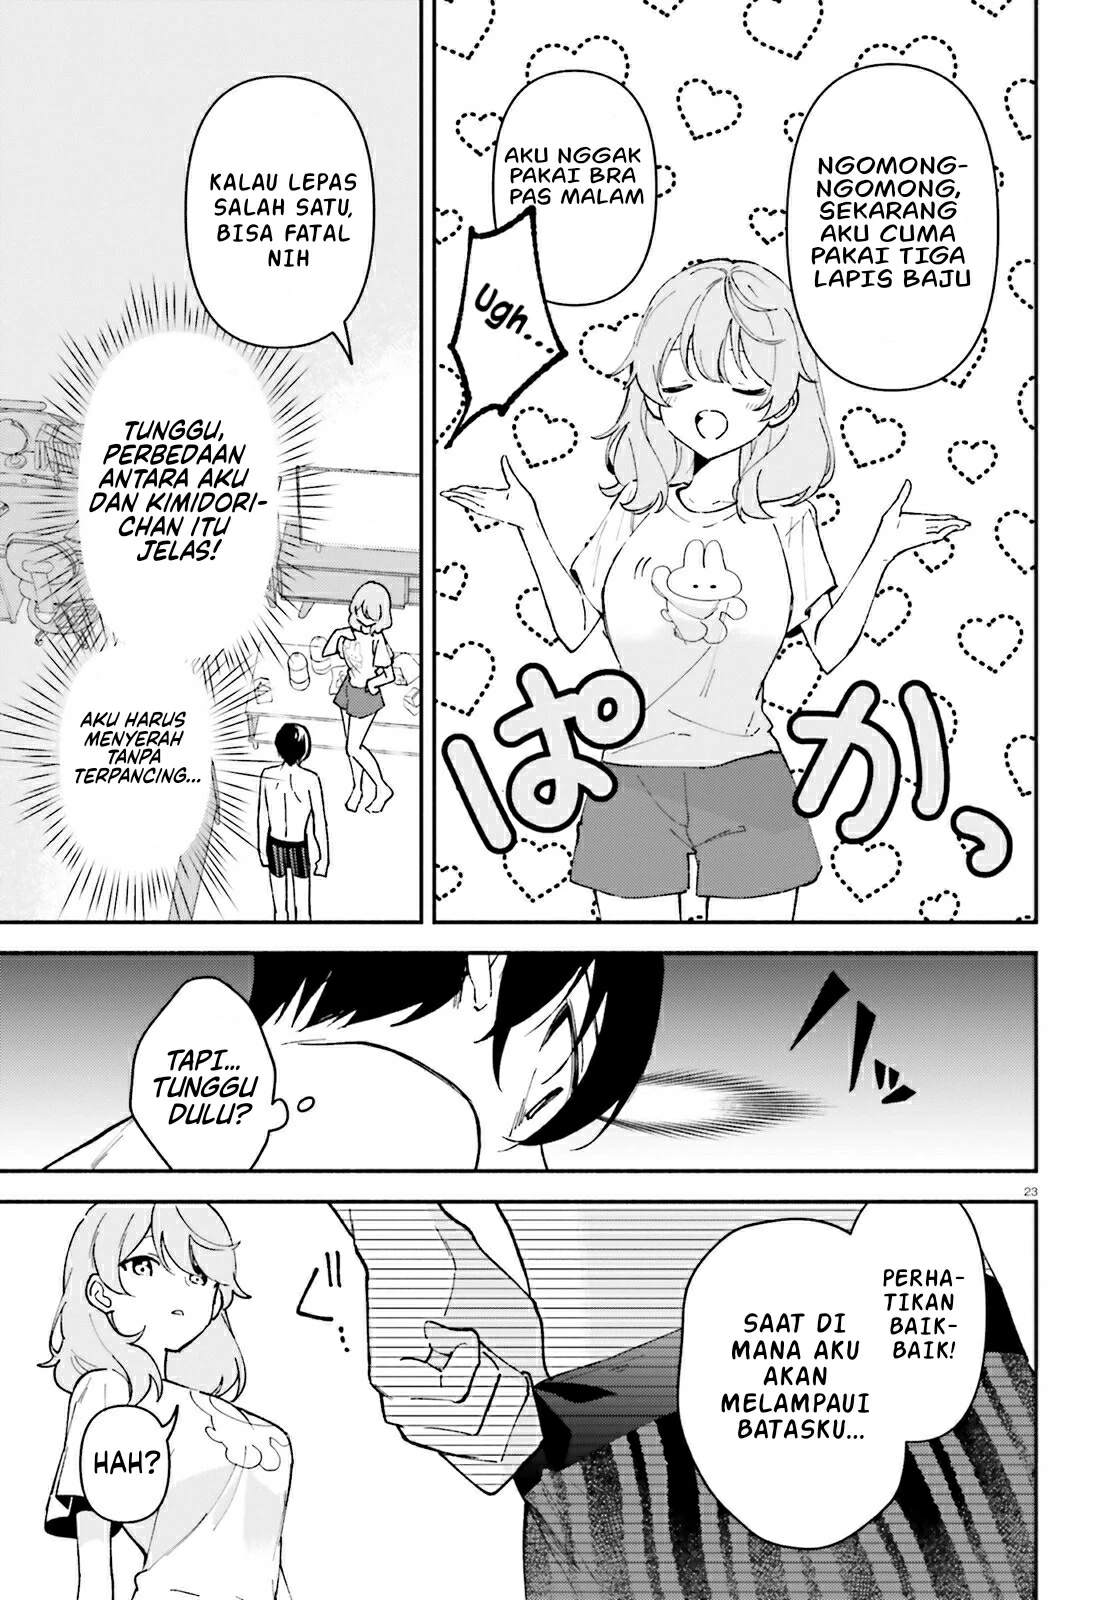 NGOMONG-
NGOMONG,
SEKARANG
AKU CUMA
PAKAI TIGA
LAPIS BAJU
AKU NGGAK
PAKAI BRA
PAS MALAM
Ugh...
ぱかっ
KALAU LEPAS
SALAH SATU,
BISA FATAL
NIH
TUNGGU,
PERBEDAAN
ANTARA AKU
DAN KIMIDORI-
CHAN ITU
JELAS!
AKU HARUS
MENYERAH
TANPA
TERPANCING...
TAPI...
TUNGGU
DULU?
23
PERHA-
TIKAN
BAIK-
BAIK!
SAAT DI
MANA AKU
AKAN
MELAMPAUI
BATASKU...
HAH?